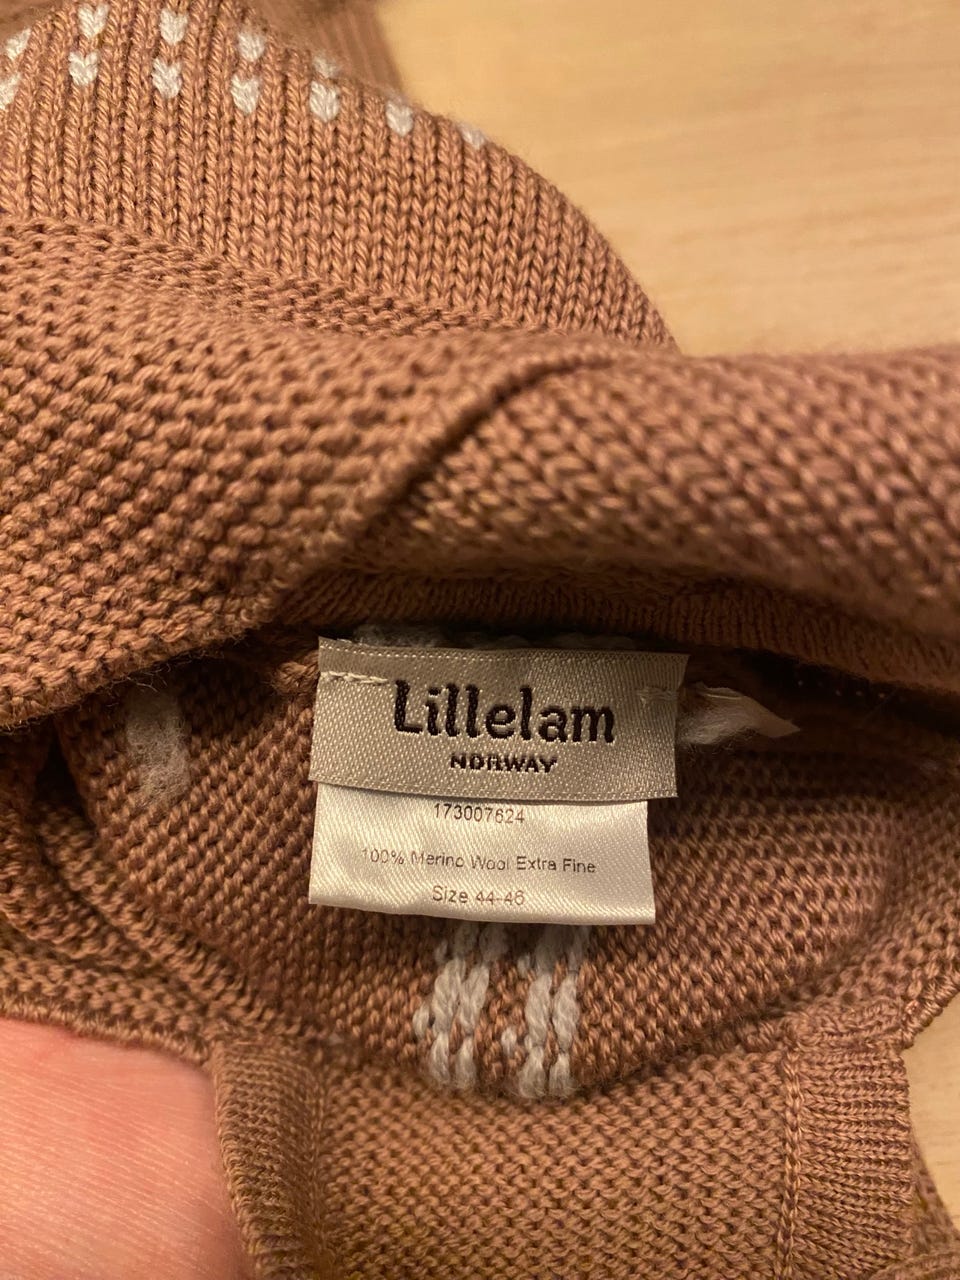 Lillelam
NORWAY
173007624
100% Merino Wool Extra Fine
Size 44-46